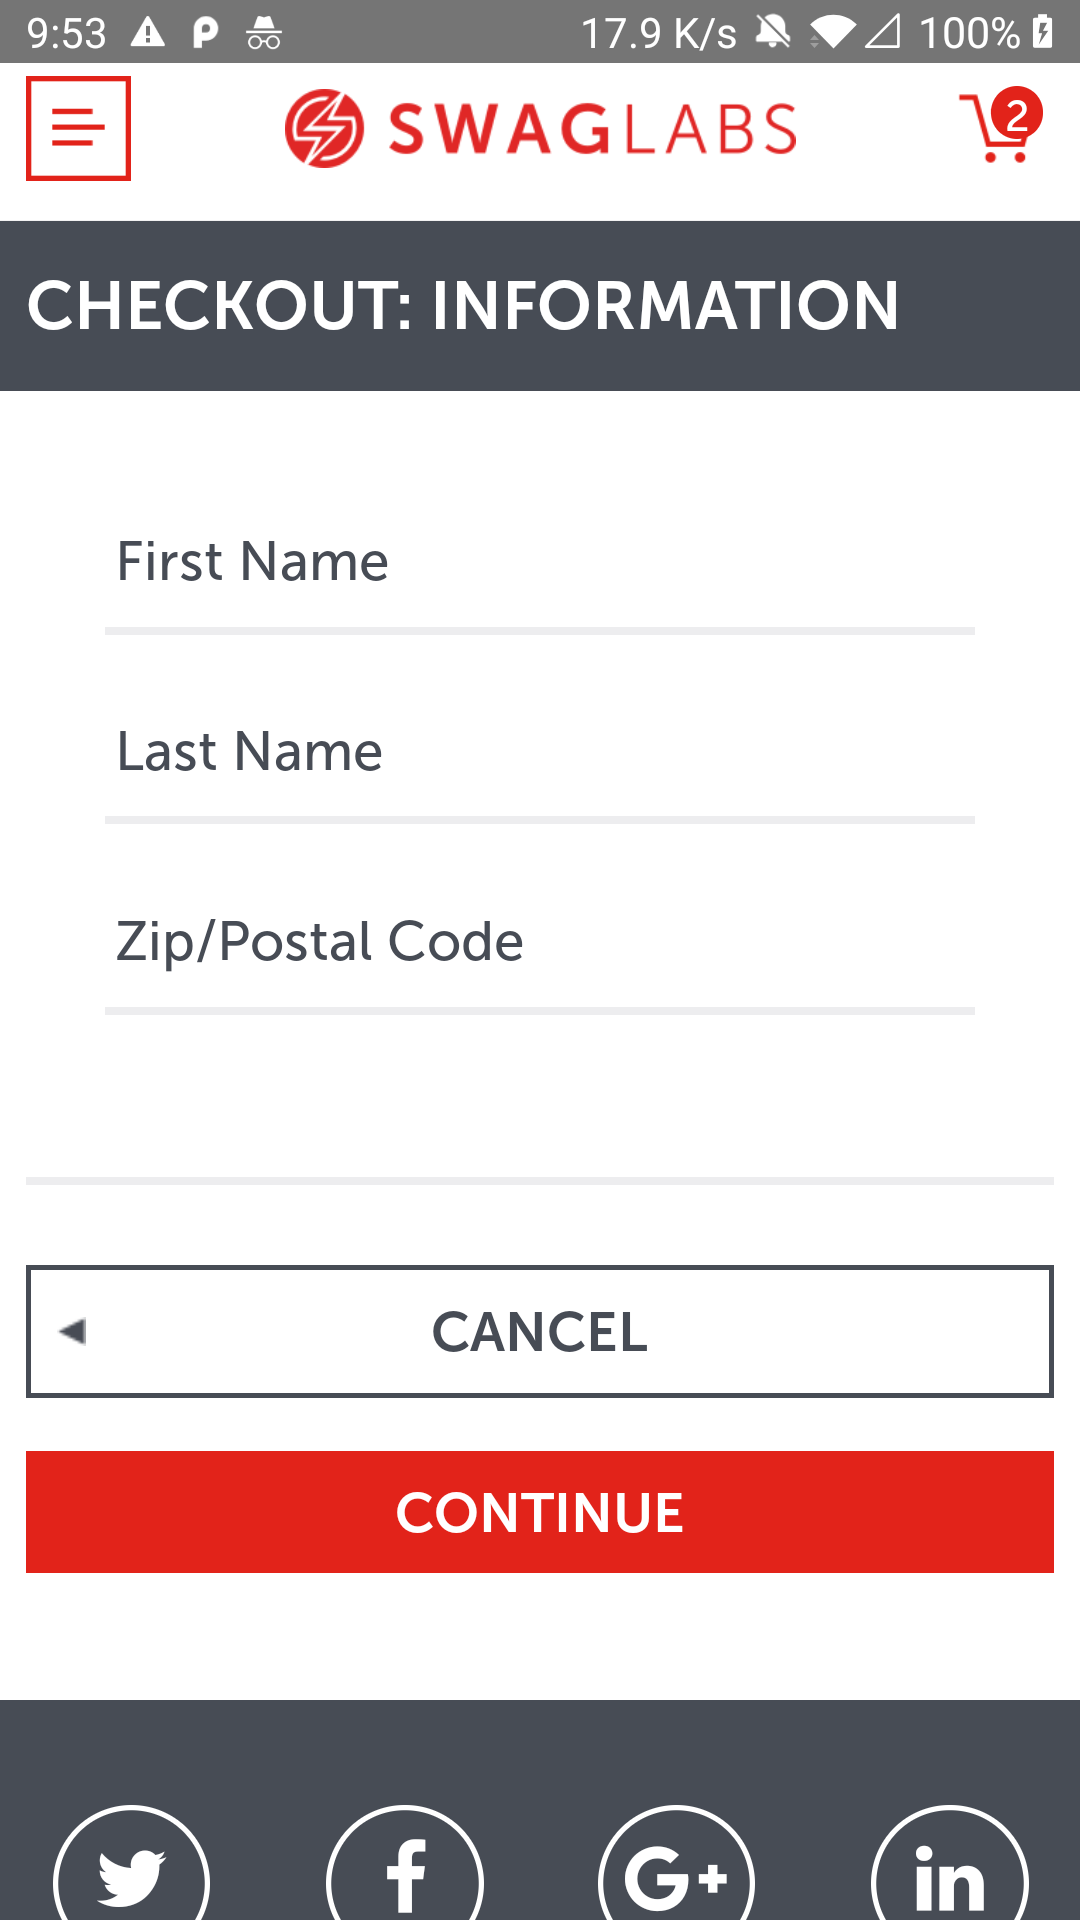 9:53 17.9 K/s 100%
SWAGLABS 2
CHECKOUT: INFORMATION
First Name
Last Name
Zip/Postal Code
CANCEL
CONTINUE
f G+ in